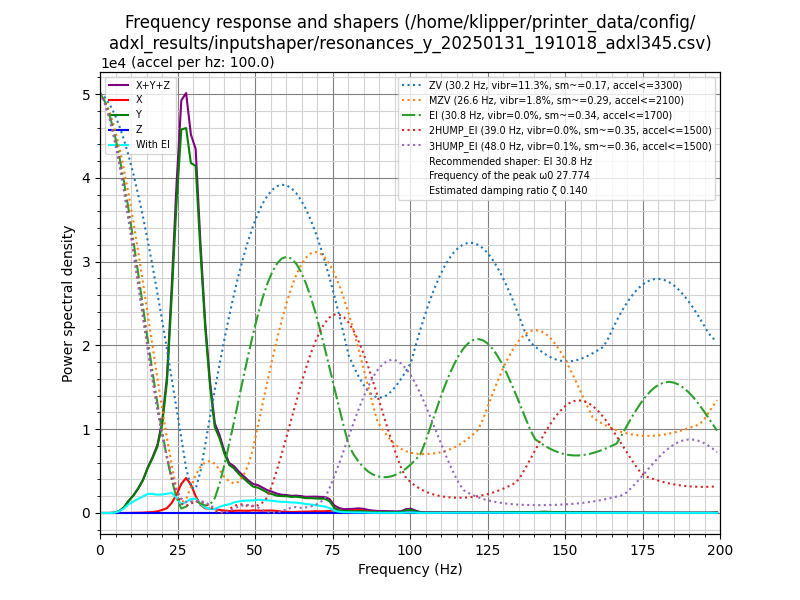 Frequency response and shapers (/home/klipper/printer_data/config/
adxl_results/inputshaper/resonances_y_20250131_191018_adxl345.csv)
1e4 (accel per hz: 100.0)
X+Y+Z
X
Y
Z
With EI
ZV (30.2 Hz, vibr=11.3%, sm~=0.17, accel<=3300)
MZV (26.6 Hz, vibr=1.8%, sm~=0.29, accel<=2100)
EI (30.8 Hz, vibr=0.0%, sm~=0.34, accel<=1700)
2HUMP_EI (39.0 Hz, vibr=0.0%, sm~=0.35, accel<=1500)
3HUMP_EI (48.0 Hz, vibr=0.1%, sm~=0.36, accel<=1500)
Recommended shaper: EI 30.8 Hz
Frequency of the peak ω0 27.774
Estimated damping ratio ζ 0.140
Power spectral density
5
4
3
2
1
0
0 25 50 75 100 125 150 175 200
Frequency (Hz)